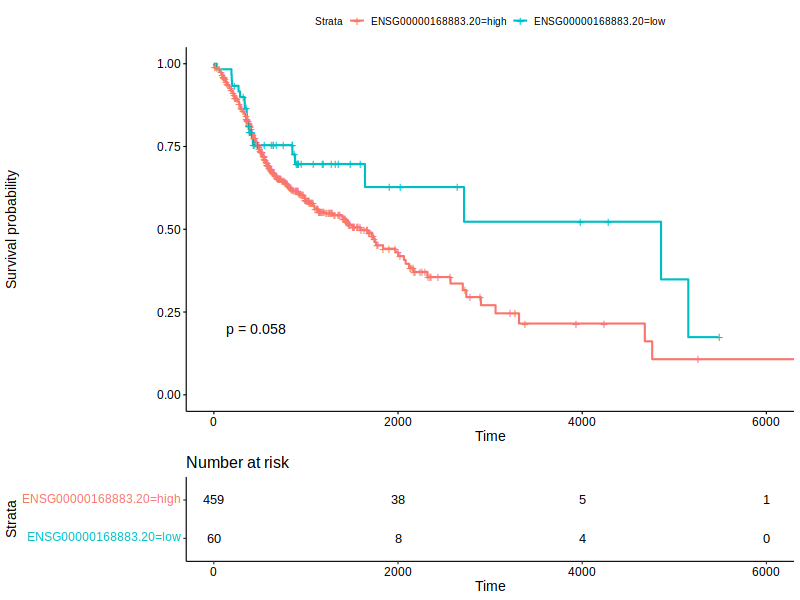 Strata ENSG00000168883.20=high ENSG00000168883.20=low
1.00
0.75
0.50
0.25
0.00
Survival probability
p = 0.058
0 2000 4000 6000
Time
Number at risk
Strata
ENSG00000168883.20=high 459 38 5 1
ENSG00000168883.20=low 60 8 4 0
0 2000 4000 6000
Time